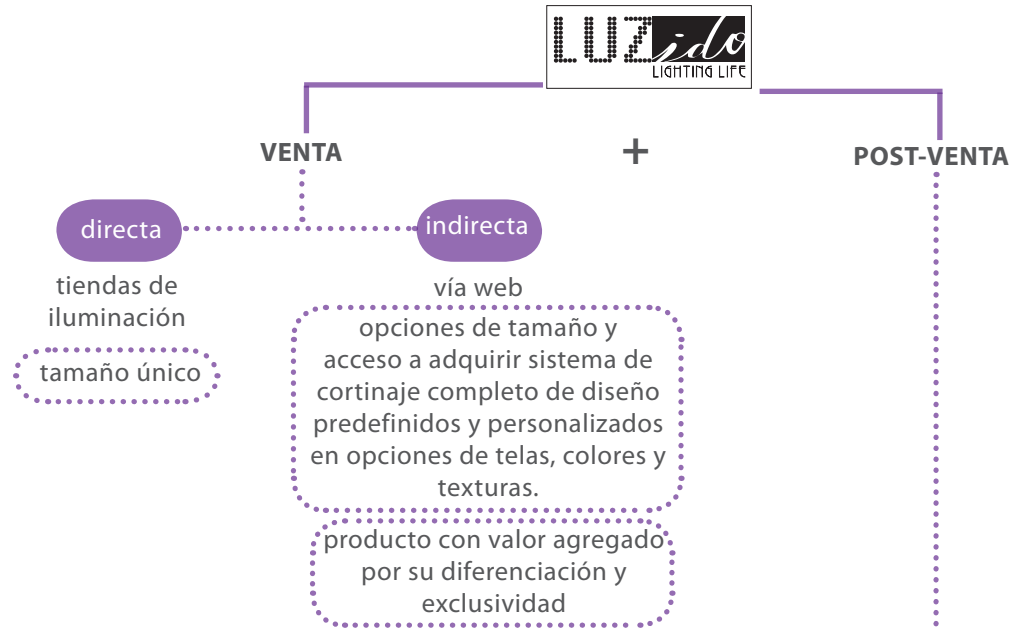 LUZido
LIGHTING LIFE
VENTA
+
POST-VENTA
directa
indirecta
tiendas de
iluminación
tamaño único
vía web
opciones de tamaño y
acceso a adquirir sistema de
cortinaje completo de diseño
predefinidos y personalizados
en opciones de telas, colores y
texturas.
producto con valor agregado
por su diferenciación y
exclusividad